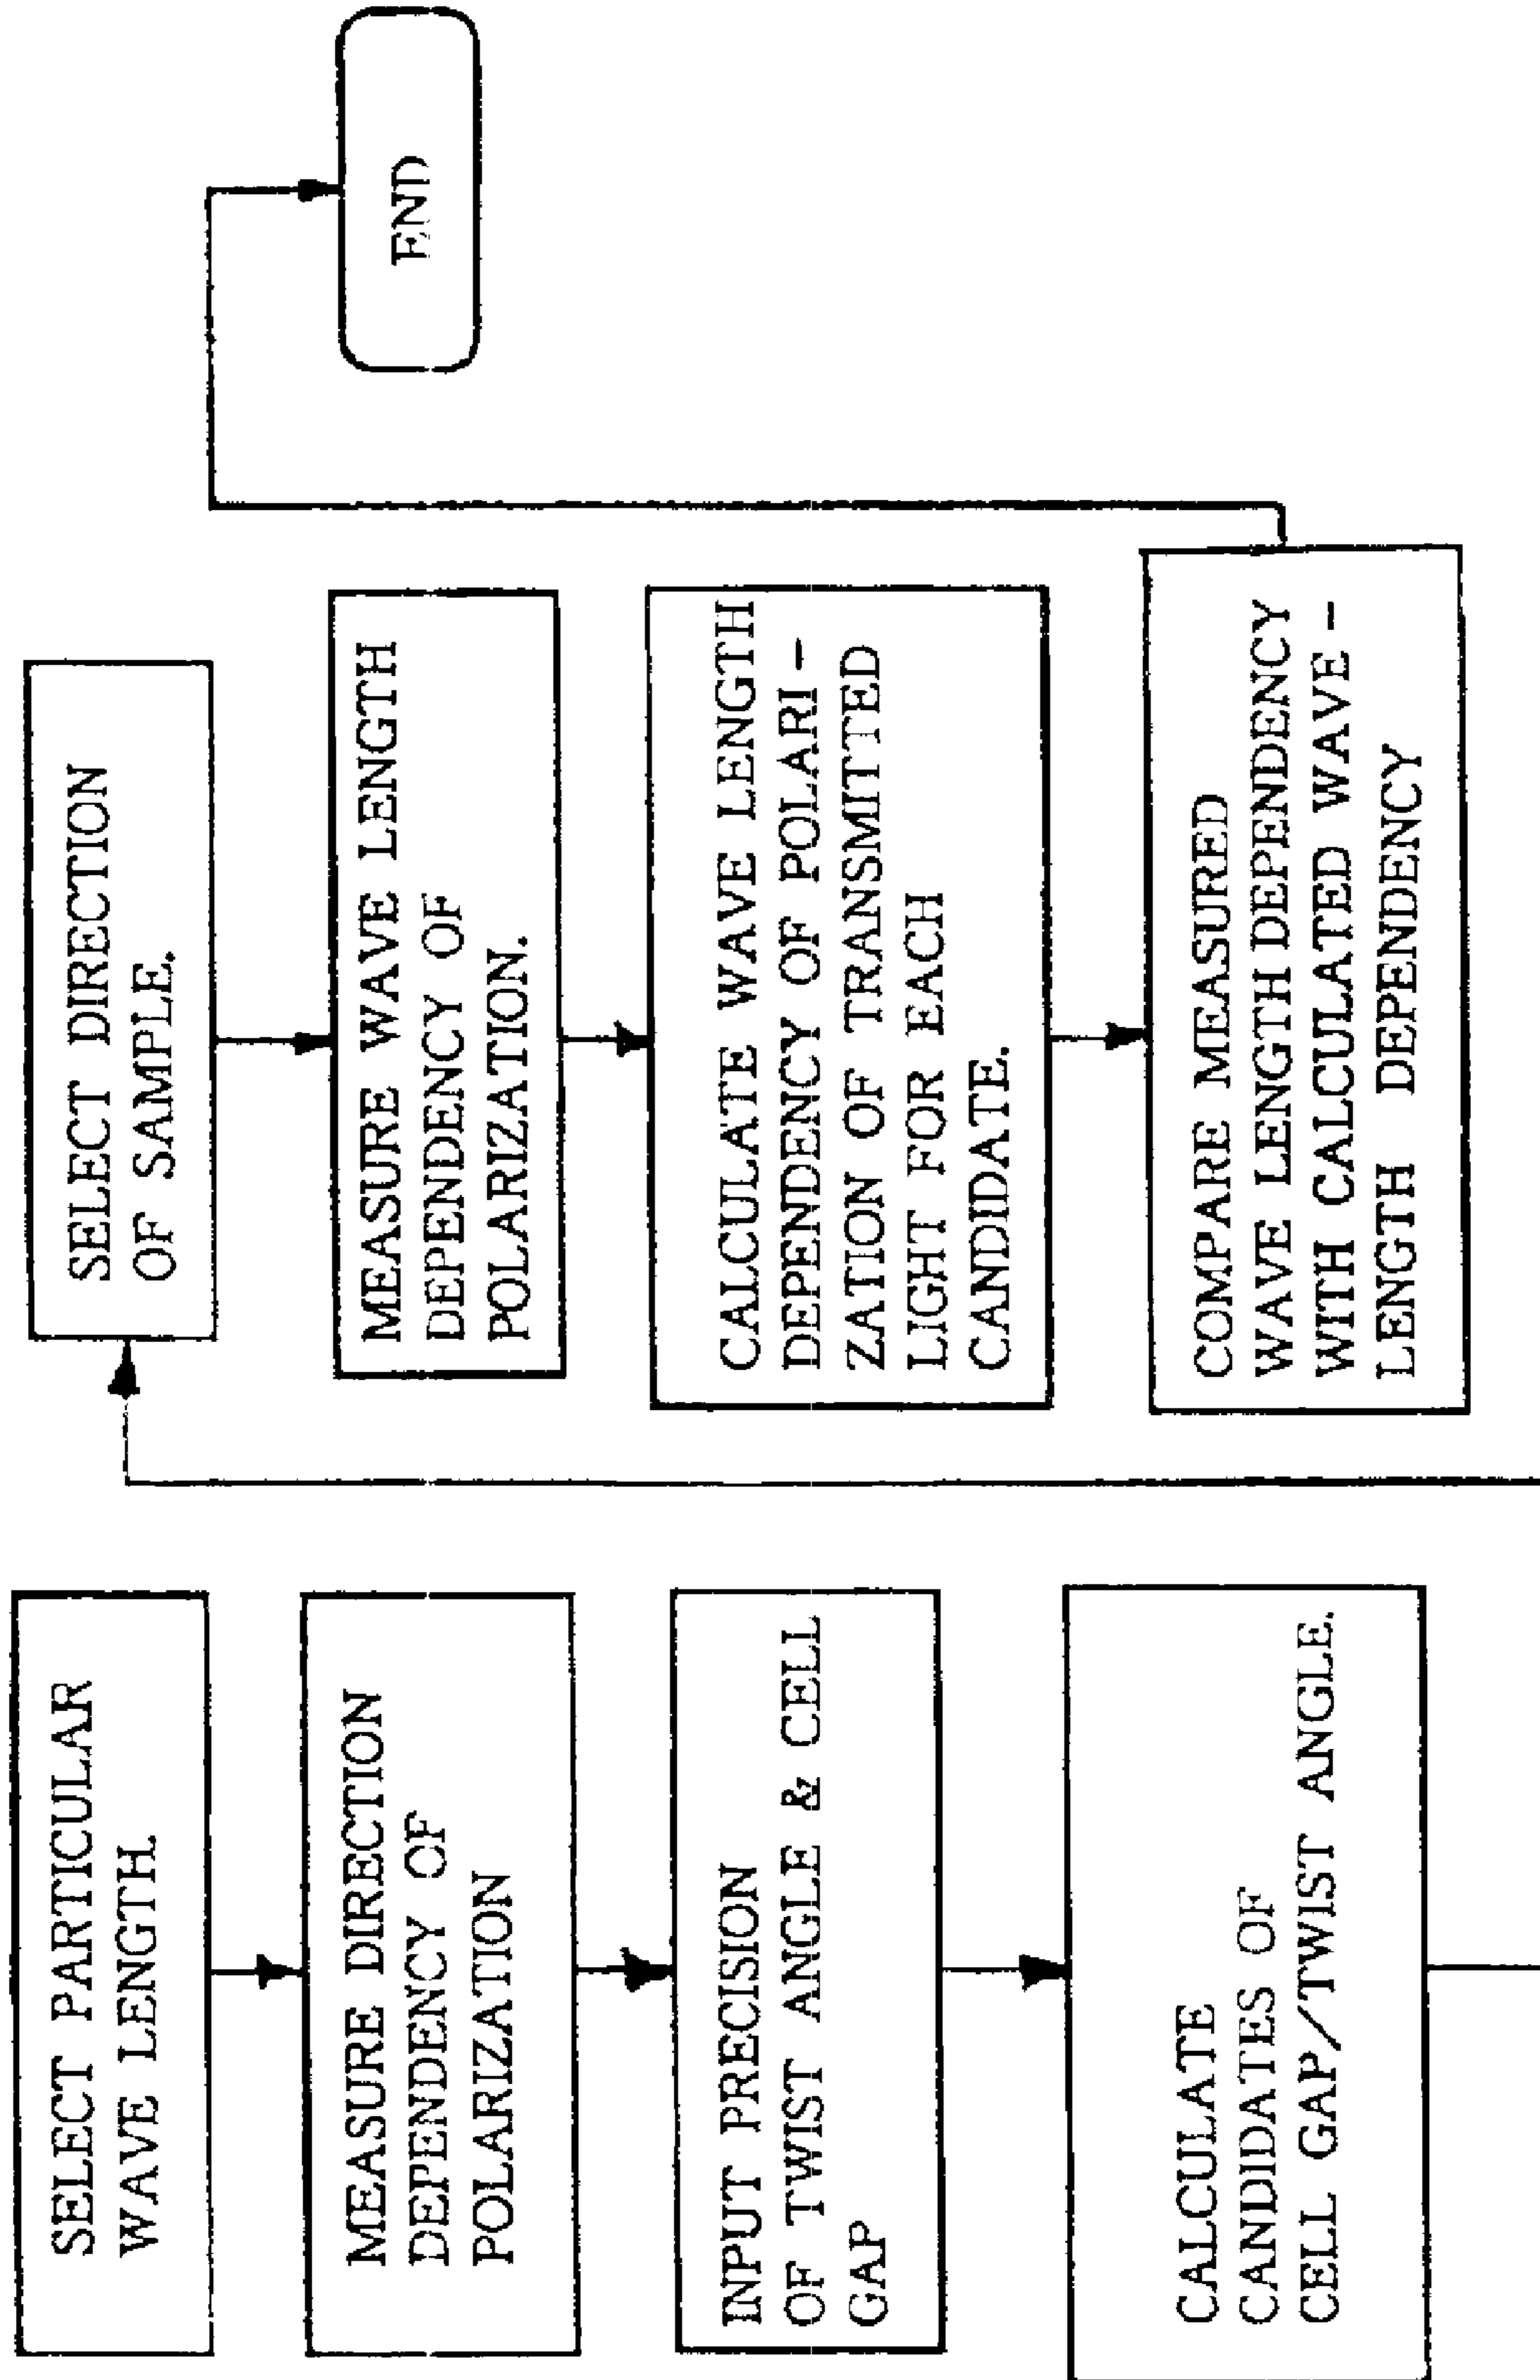 SELECT PARTICULAR
WAVE LENGTH.
MEASURE DIRECTION
DEPENDENCY OF
POLARIZATION
INPUT PRECISION
OF TWIST ANGLE & CELL
GAP
CALCULATE
CANDIDATES OF
CELL GAP/TWIST ANGLE.
SELECT DIRECTION
OF SAMPLE.
MEASURE WAVE LENGTH
DEPENDENCY OF
POLARIZATION.
CALCULATE WAVE LENGTH
DEPENDENCY OF POLARI-
ZATION OF TRANSMITTED
LIGHT FOR EACH
CANDIDATE.
COMPARE MEASURED
WAVE LENGTH DEPENDENCY
WITH CALCULATED WAVE-
LENGTH DEPENDENCY
END